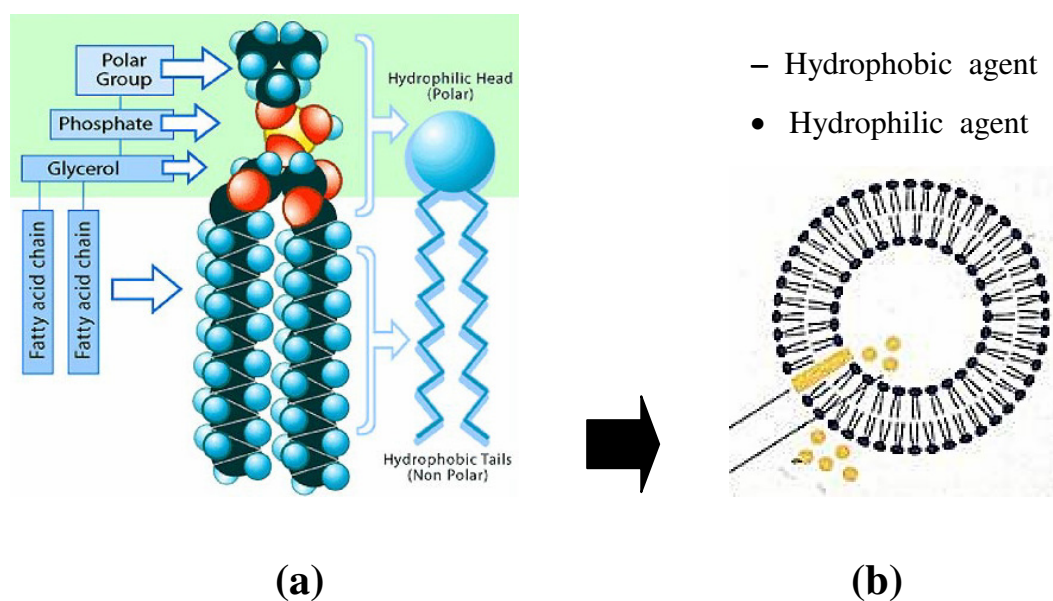 Polar
Group
Phosphate
Glycerol
Fatty acid chain
Fatty acid chain
Hydrophilic Head
(Polar)
Hydrophobic Tails
(Non Polar)
– Hydrophobic agent
• Hydrophilic agent
(a)
(b)